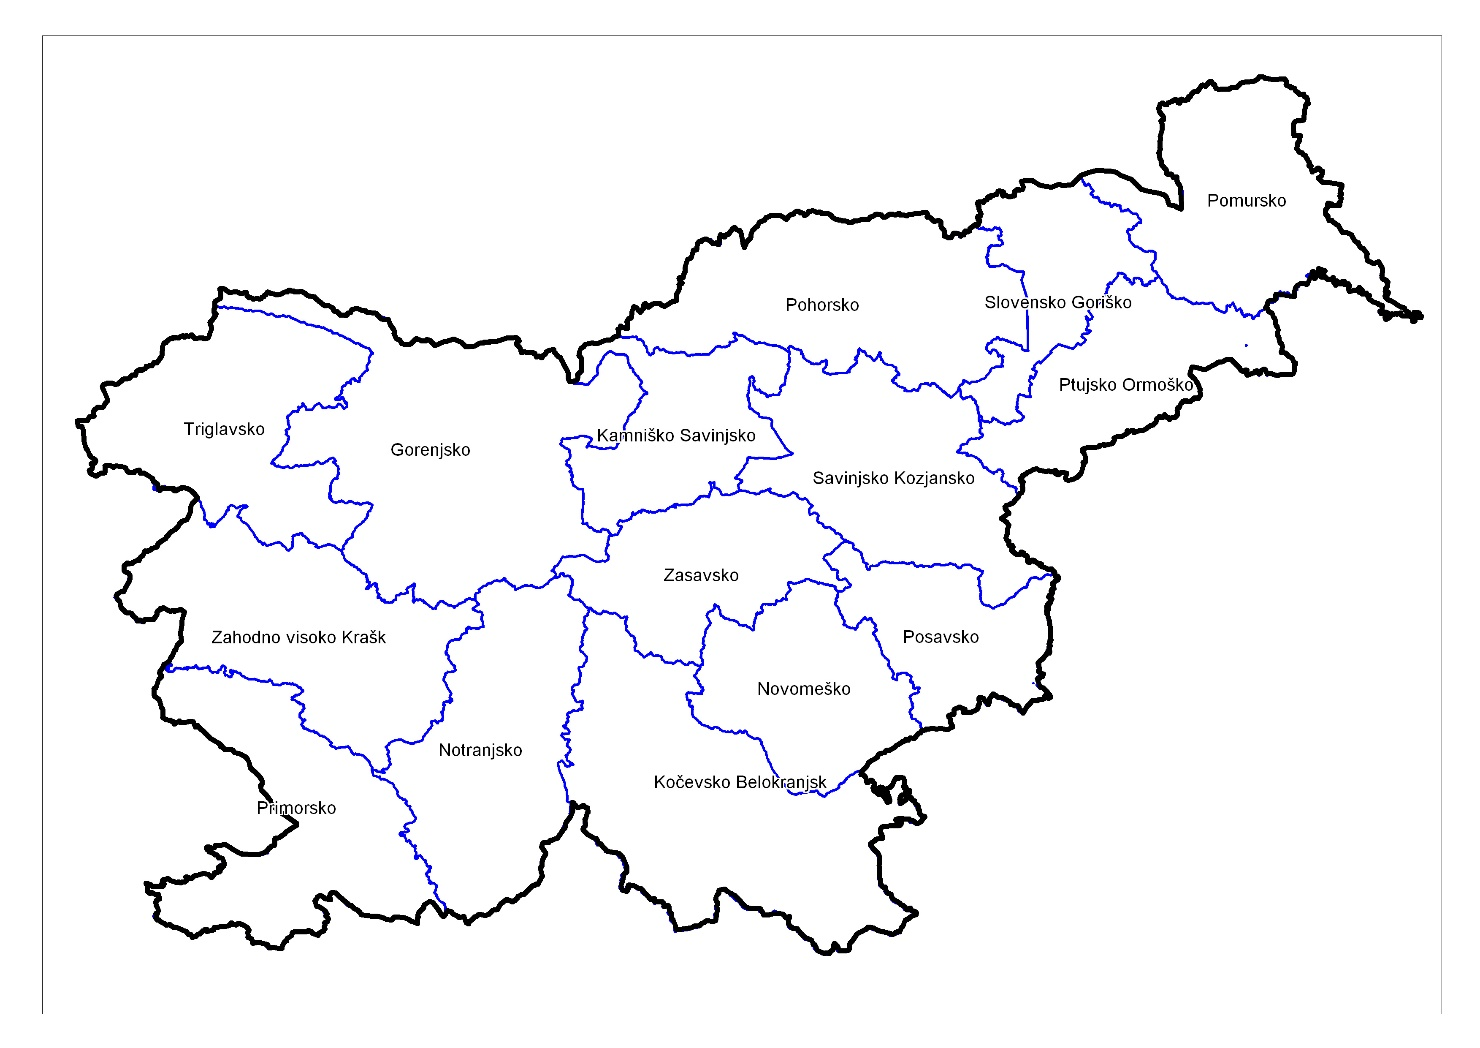 Pomursko
Pohorsko
Slovensko Goriško
Ptujsko Ormoško
Triglavsko
Kamniško Savinjsko
Gorenjsko
Savinjsko Kozjansko
Zasavsko
Zahodno visoko Krašk
Posavsko
Novomeško
Notranjsko
Kočevsko Belokranjsk
Primorsko